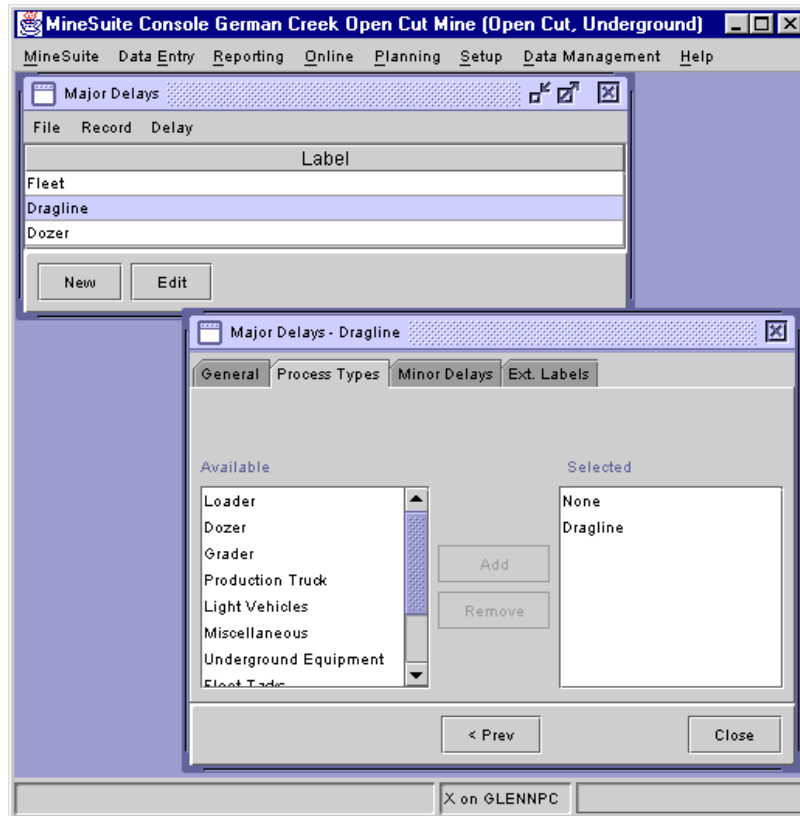 MineSuite Console German Creek Open Cut Mine (Open Cut, Underground)
MineSuite Data Entry Reporting Online Planning Setup Data Management Help
Major Delays
File Record Delay
Label
Fleet
Dragline
Dozer
New Edit
Major Delays - Dragline
General Process Types Minor Delays Ext. Labels
Available Selected
Loader None
Dozer Dragline
Grader
Production Truck
Light Vehicles
Miscellaneous
Underground Equipment
Add
Remove
< Prev Close
X on GLENNPC